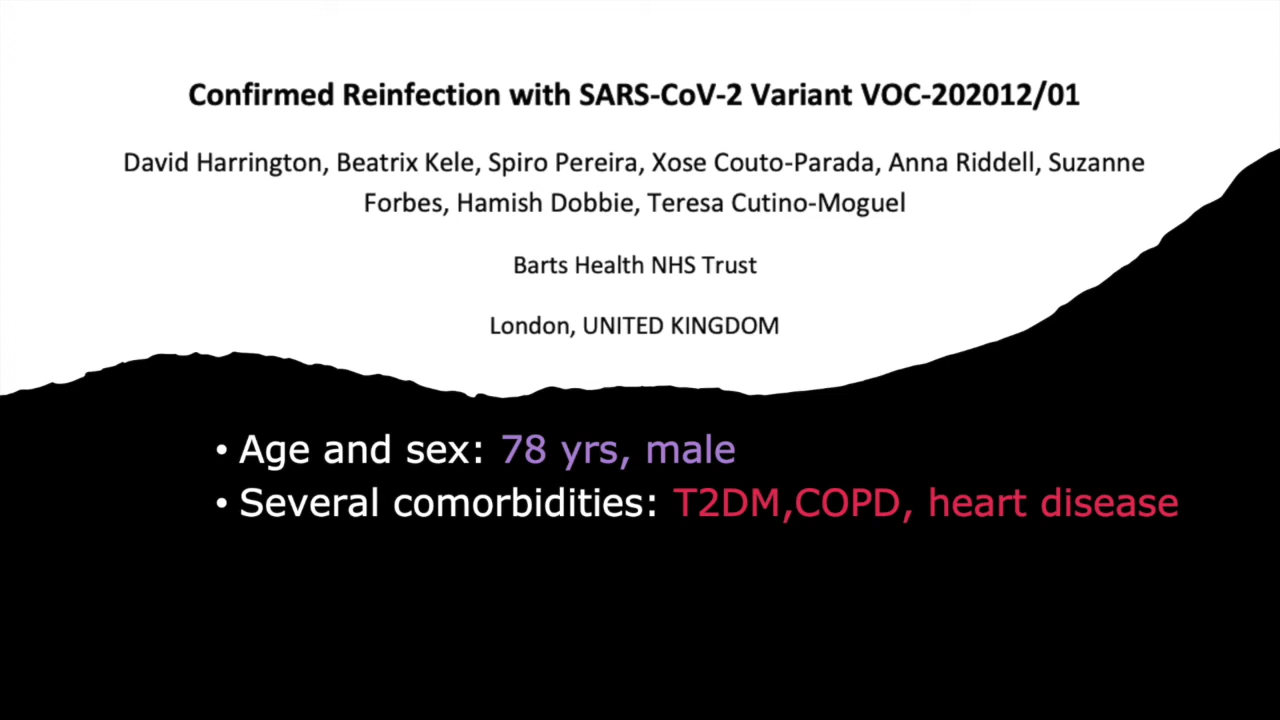 Confirmed Reinfection with SARS-CoV-2 Variant VOC-202012/01
David Harrington, Beatrix Kele, Spiro Pereira, Xose Couto-Parada, Anna Riddell, Suzanne
Forbes, Hamish Dobbie, Teresa Cutino-Moguel
Barts Health NHS Trust
London, UNITED KINGDOM
• Age and sex: 78 yrs, male
• Several comorbidities: T2DM,COPD, heart disease